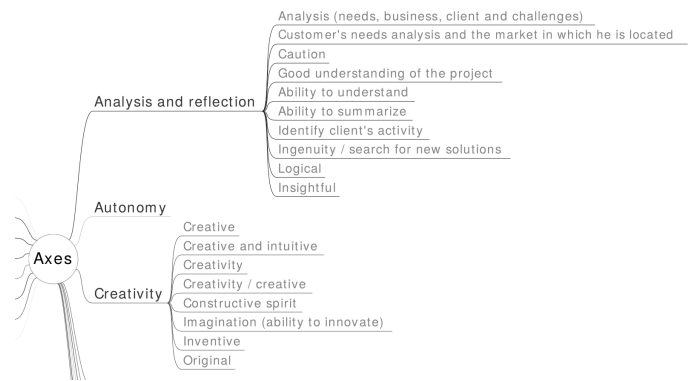 Analysis (needs, business, client and challenges)
Customer's needs analysis and the market in which he is located
Caution
Good understanding of the project
Ability to understand
Analysis and reflection
Ability to summarize
Identify client's activity
Ingenuity / search for new solutions
Logical
Insightful
Autonomy
Creative
Creative and intuitive
Axes
Creativity
Creativity / creative
Creativity
Constructive spirit
Imagination (ability to innovate)
Inventive
Original